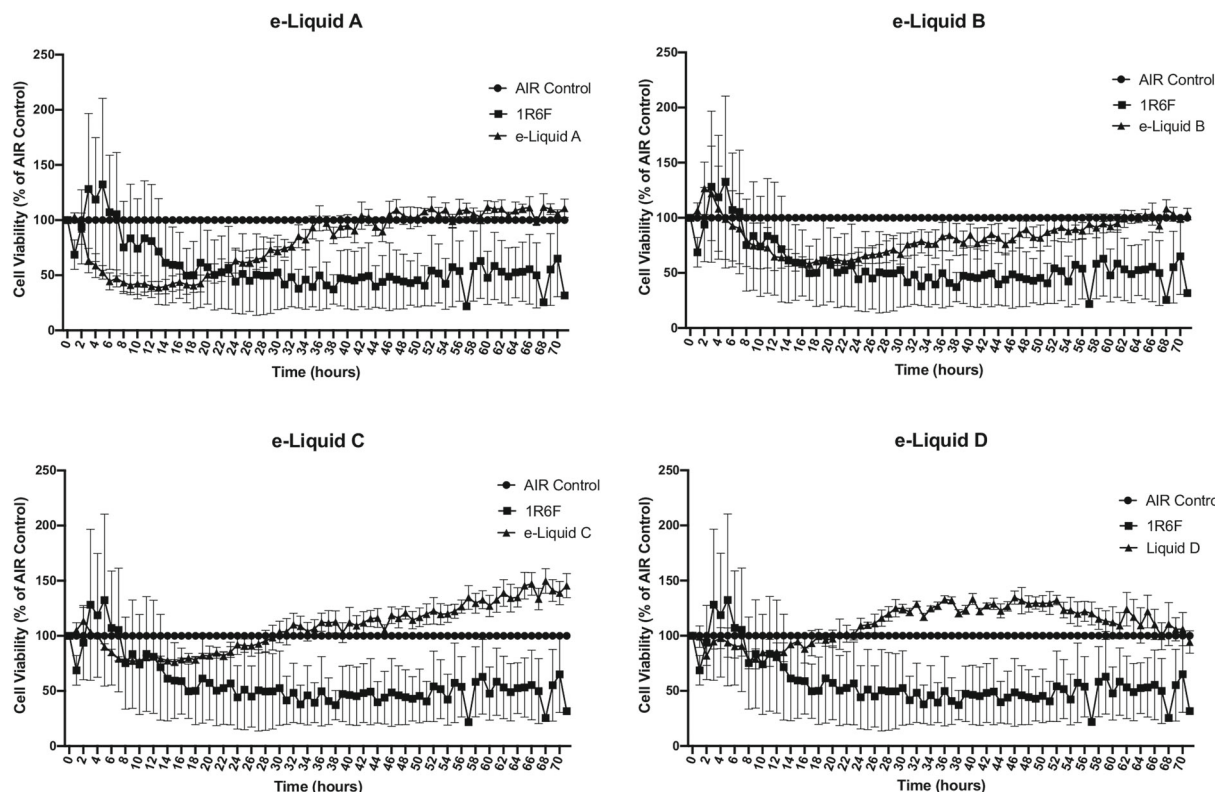 e-Liquid A
Cell Viability (% of AIR Control)
250
200
150
100
50
0
AIR Control
1R6F
e-Liquid A
0 2 4 6 8 10 12 14 16 18 20 22 24 26 28 30 32 34 36 38 40 42 44 46 48 50 52 54 56 58 60 62 64 66 68 70
Time (hours)
e-Liquid B
Cell Viability (% of AIR Control)
250
200
150
100
50
0
AIR Control
1R6F
e-Liquid B
0 2 4 6 8 10 12 14 16 18 20 22 24 26 28 30 32 34 36 38 40 42 44 46 48 50 52 54 56 58 60 62 64 66 68 70
Time (hours)
e-Liquid C
Cell Viability (% of AIR Control)
250
200
150
100
50
0
AIR Control
1R6F
e-Liquid C
0 2 4 6 8 10 12 14 16 18 20 22 24 26 28 30 32 34 36 38 40 42 44 46 48 50 52 54 56 58 60 62 64 66 68 70
Time (hours)
e-Liquid D
Cell Viability (% of AIR Control)
250
200
150
100
50
0
AIR Contro
1R6F
Liquid D
0 2 4 6 8 10 12 14 16 18 20 22 24 26 28 30 32 34 36 38 40 42 44 46 48 50 52 54 56 58 60 62 64 66 68 70
Time (hours)